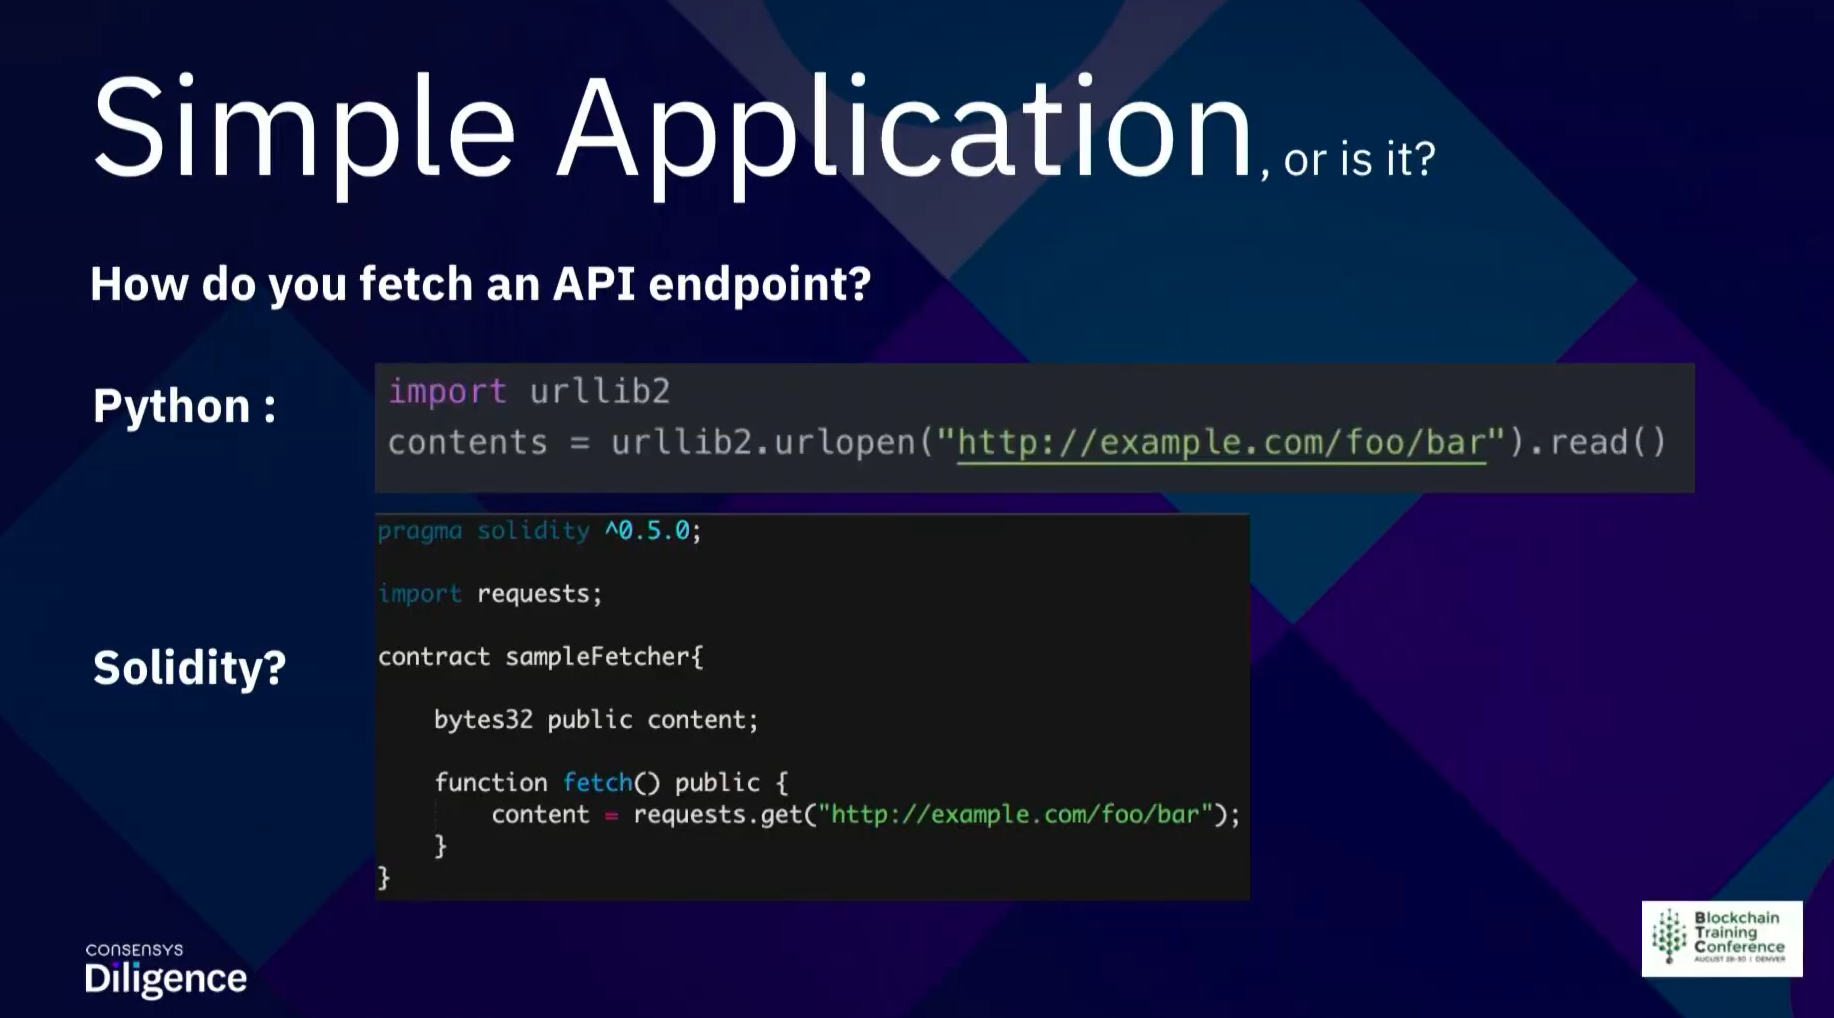 Simple Application, or is it?
How do you fetch an API endpoint?
Python :
import urllib2
contents = urllib2.urlopen("http://example.com/foo/bar").read()
Solidity?
pragma solidity ^0.5.0;
import requests;
contract sampleFetcher{
bytes32 public content;
function fetch() public {
content = requests.get("http://example.com/foo/bar");
}
}
CONSENSYS
Diligence
Blockchain
Training
Conference
AUGUST 28-30 | DENVER